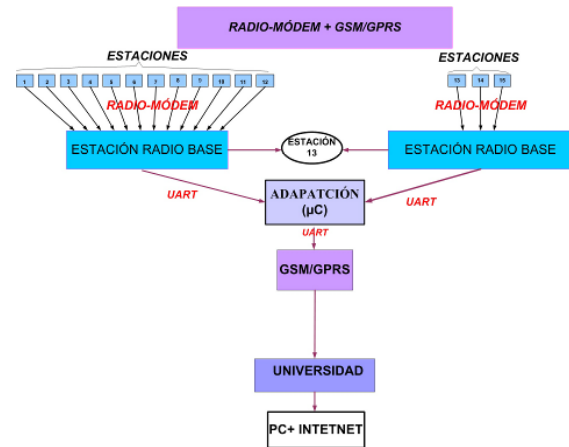 RADIO-MÓDEM + GSM/GPRS
ESTACIONES
ESTACIONES
1 2 3 4 5 6 7 8 9 10 11 12
13 14 15
RADIO-MÓDEM
RADIO-MÓDEM
ESTACIÓN RADIO BASE
ESTACIÓN
13
ESTACIÓN RADIO BASE
UART
UART
ADAPATCIÓN
(µC)
UART
GSM/GPRS
UNIVERSIDAD
PC+ INTETNET